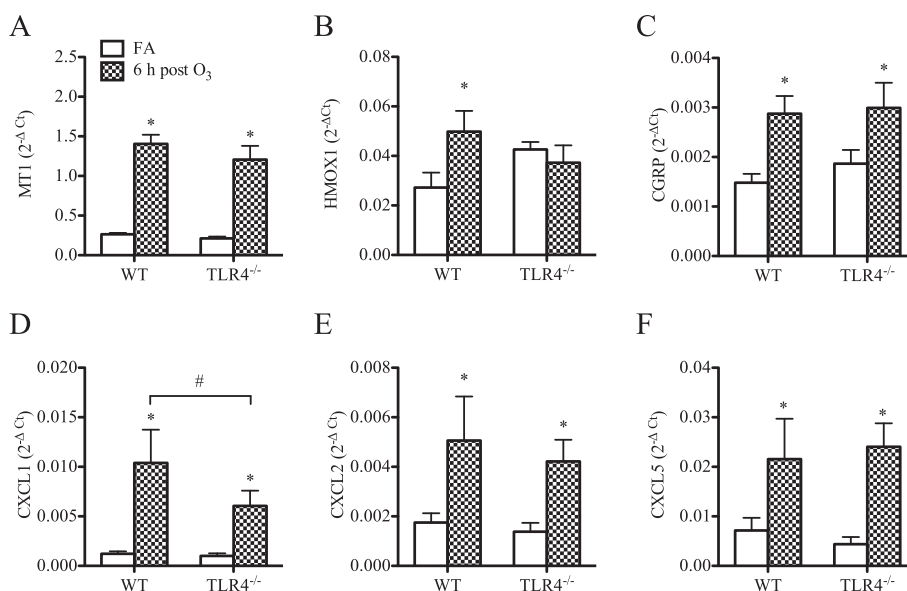 A
FA
6 h post O3
MT1 (2-Δ Ct)
2.5
2.0
1.5
1.0
0.5
0.0
*
*
WT
TLR4-/-
B
HMOX1 (2-ΔCt)
0.08
0.06
0.04
0.02
0.00
*
WT
TLR4-/-
C
CGRP (2-ΔCt)
0.004
0.003
0.002
0.001
0.000
*
*
WT
TLR4-/-
D
CXCL1 (2-Δ Ct)
0.020
0.015
0.010
0.005
0.000
#
*
*
WT
TLR4-/-
E
CXCL2 (2-Δ Ct)
0.008
0.006
0.004
0.002
0.000
*
*
WT
TLR4-/-
F
CXCL5 (2-Δ Ct)
0.04
0.03
0.02
0.01
0.00
*
*
WT
TLR4-/-